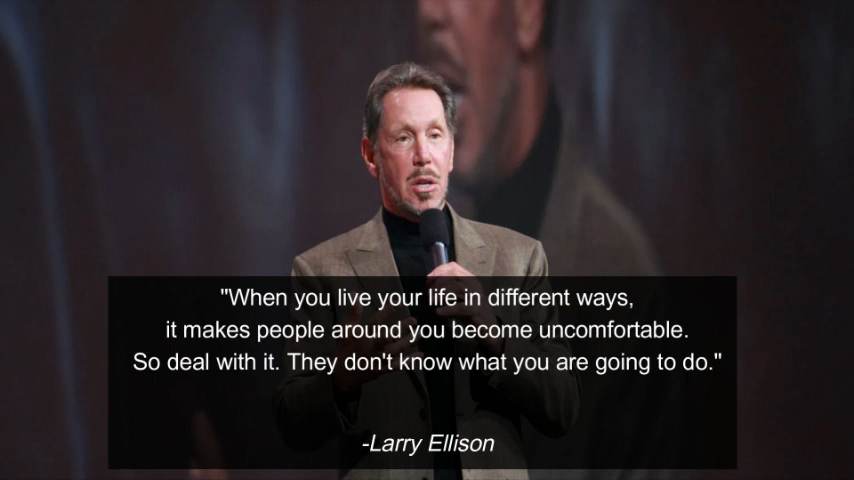 "When you live your life in different ways,
it makes people around you become uncomfortable.
So deal with it. They don't know what you are going to do."
-Larry Ellison